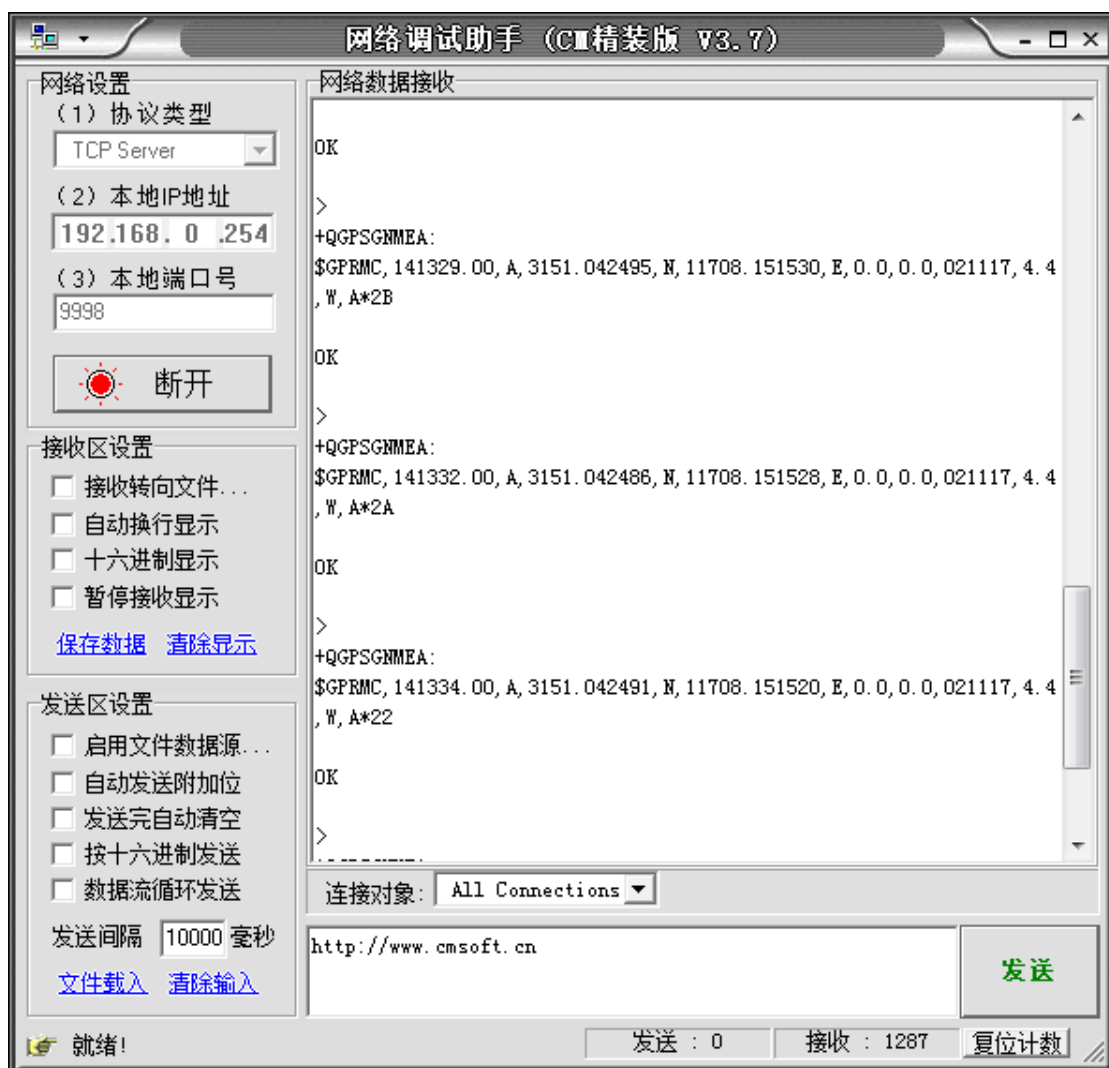 网络调试助手 (CM精装版 V3.7)
网络设置
(1) 协议类型
TCP Server
(2) 本地IP地址
192.168. 0 .254
(3) 本地端口号
9998
断开
接收区设置
接收转向文件...
自动换行显示
十六进制显示
暂停接收显示
保存数据 清除显示
发送区设置
启用文件数据源...
自动发送附加位
发送完自动清空
按十六进制发送
数据流循环发送
发送间隔 10000 毫秒
文件载入 清除输入
网络数据接收
OK
>
+QGPSGNMEA:
$GPRMC,141329.00,A,3151.042495,N,11708.151530,E,0.0,0.0,021117,4.4
,W,A*2B
OK
>
+QGPSGNMEA:
$GPRMC,141332.00,A,3151.042486,N,11708.151528,E,0.0,0.0,021117,4.4
,W,A*2A
OK
>
+QGPSGNMEA:
$GPRMC,141334.00,A,3151.042491,N,11708.151520,E,0.0,0.0,021117,4.4
,W,A*22
OK
>
连接对象: All Connections
http://www.cmsoft.cn
发送
就绪!
发送 : 0
接收 : 1287
复位计数